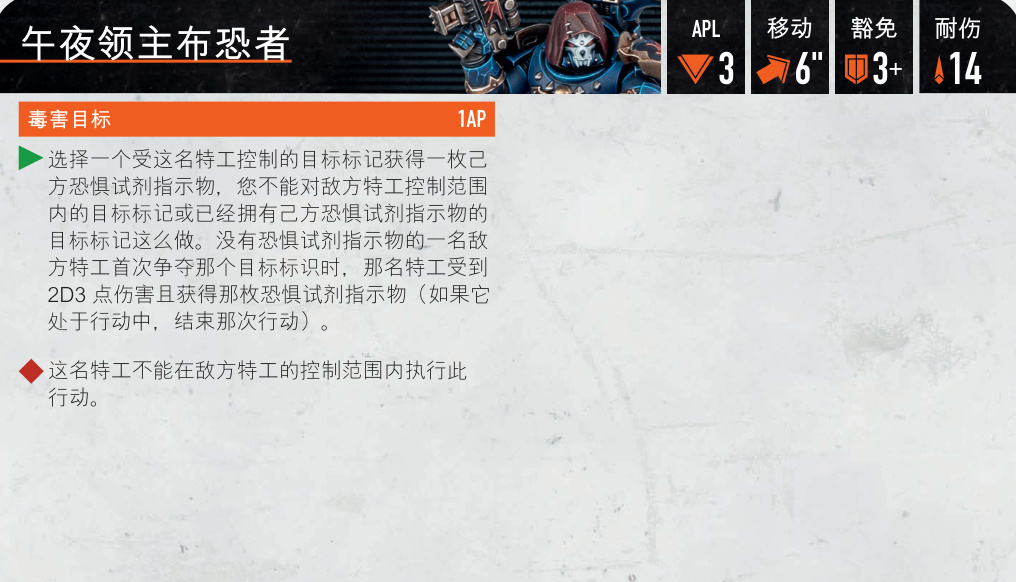 午夜领主布恐者
APL
3
移动
6"
豁免
3+
耐伤
14
毒害目标 1AP
选择一个受这名特工控制的目标标记获得一枚己
方恐惧试剂指示物，您不能对敌方特工控制范围
内的目标标记或已经拥有己方恐惧试剂指示物的
目标标记这么做。没有恐惧试剂指示物的一名敌
方特工首次争夺那个目标标识时，那名特工受到
2D3 点伤害且获得那枚恐惧试剂指示物（如果它
处于行动中，结束那次行动）。
这名特工不能在敌方特工的控制范围内执行此
行动。